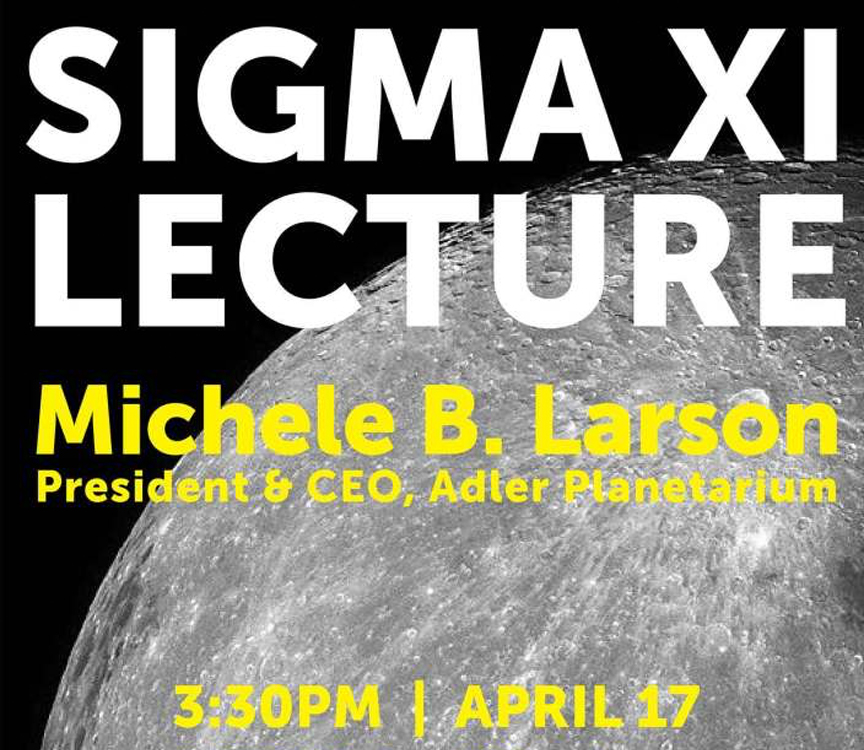 SIGMA XI
LECTURE
Michele B. Larson
President & CEO, Adler Planetarium
3:30PM | APRIL 17